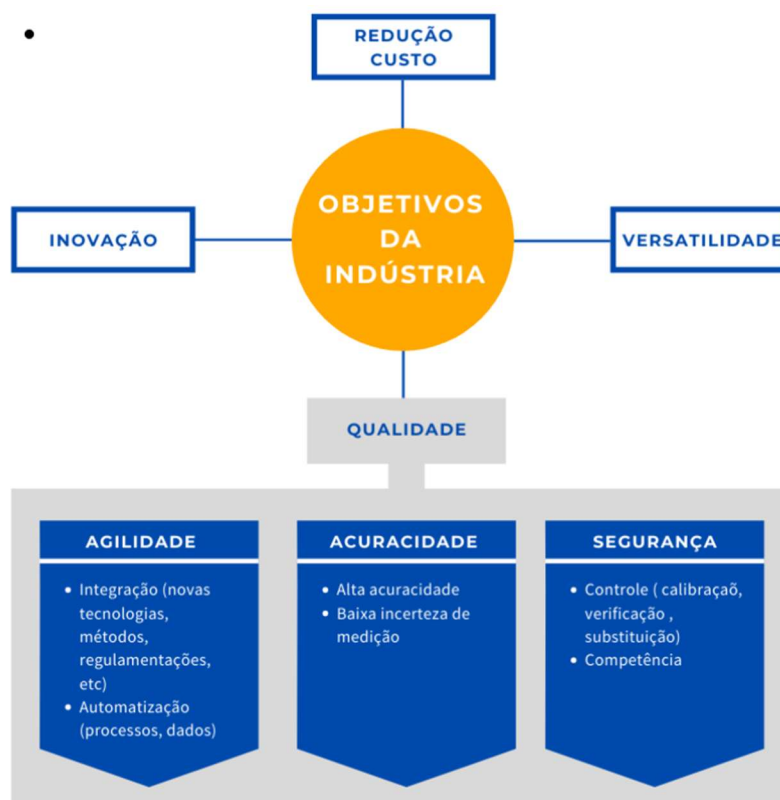 REDUÇÃO
CUSTO
OBJETIVOS
DA
INDÚSTRIA
INOVAÇÃO
VERSATILIDADE
QUALIDADE
AGILIDADE
• Integração (novas
tecnologias,
métodos,
regulamentações,
etc)
• Automatização
(processos, dados)
ACURACIDADE
• Alta acuracidade
• Baixa incerteza de
medição
SEGURANÇA
• Controle ( calibraçaõ,
verificação ,
substituição)
• Competência